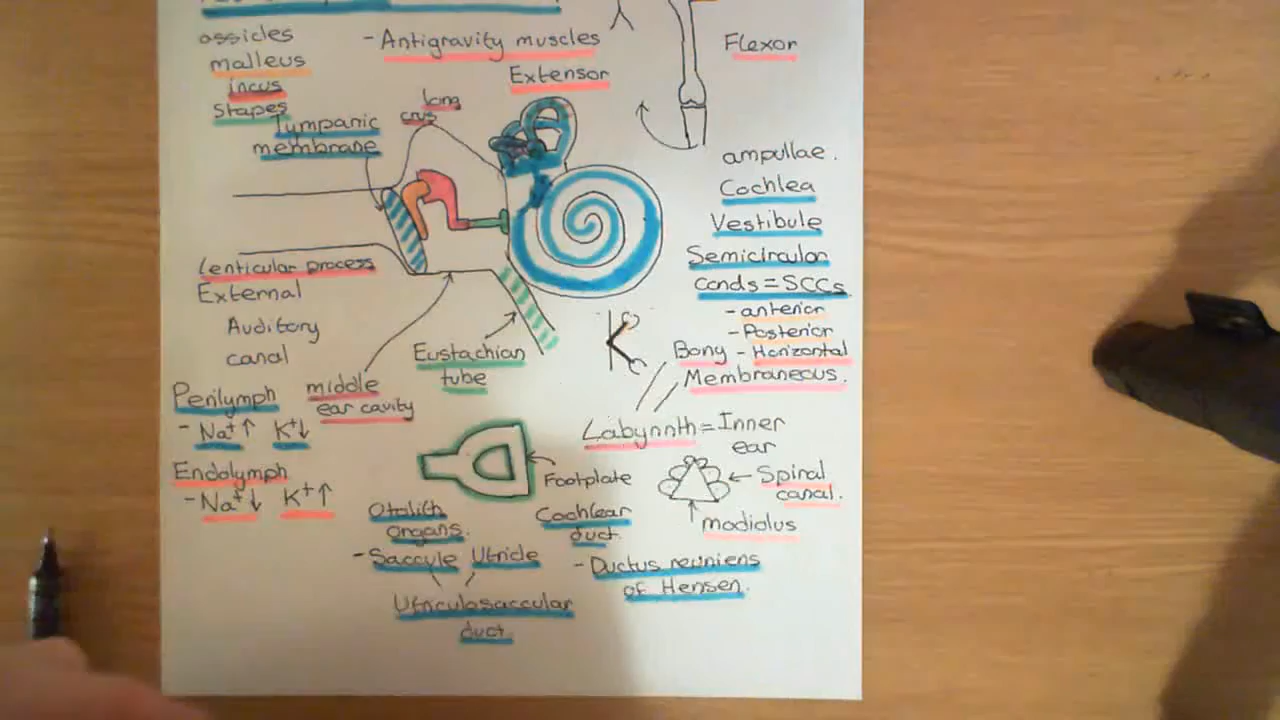 ossicles
malleus
incus
stapes
- Antigravity muscles
Extensor
Flexor
long
crus
Tympanic
membrane
ampullae.
Cochlea
Vestibule
Semicircular
canals = SCCs
- anterior
- Posterior
Bony - Horizontal
Membraneous.
Lenticular process
External
Auditory
canal
Eustachian
tube
middle
ear cavity
Perilymph
- Na+ ↑ K+ ↓
Endolymph
- Na+ ↓ K+ ↑
Labyrinth = Inner
ear
Footplate
Spiral
canal.
modiolus
Otolith
organs.
- Saccule Utricle
Utriculosaccular
duct
Cochlear
duct.
- Ductus reuniens
of Hensen.